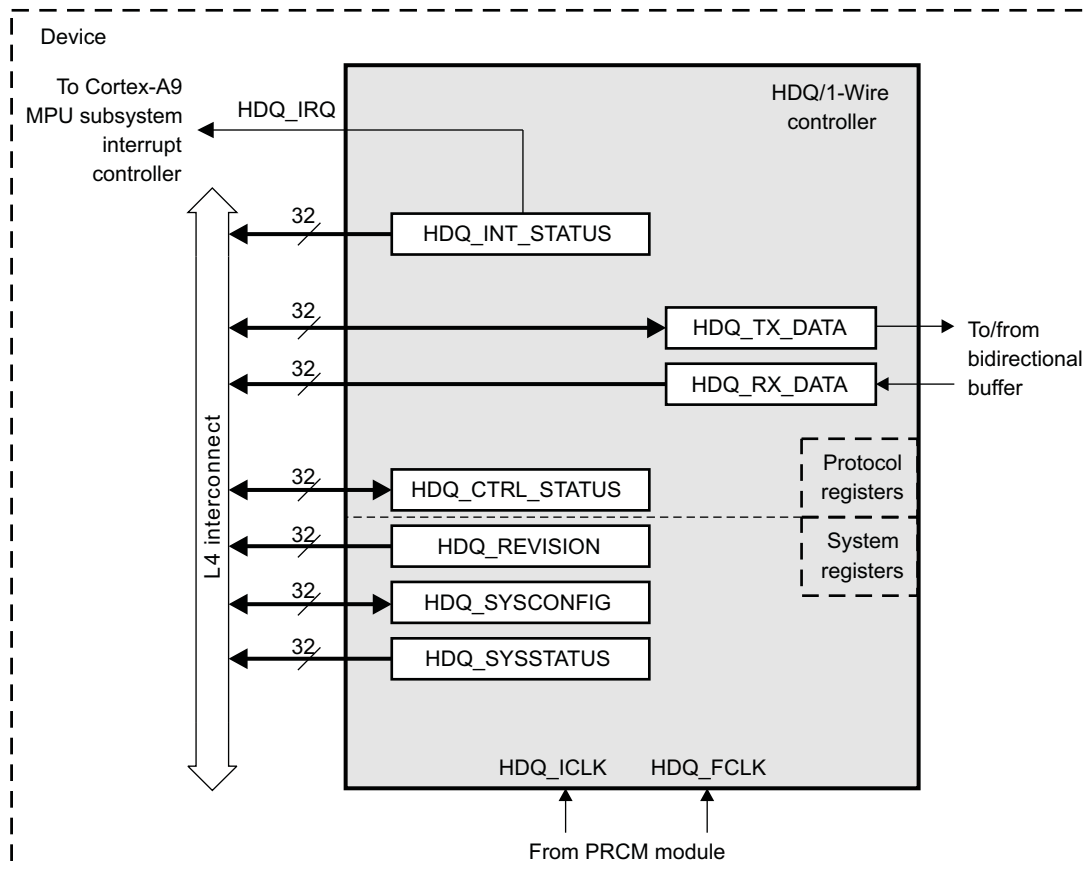 Device
To Cortex-A9
MPU subsystem
interrupt
controller
HDQ_IRQ
HDQ/1-Wire
controller
32
HDQ_INT_STATUS
32
HDQ_TX_DATA
To/from
bidirectional
buffer
32
HDQ_RX_DATA
L4 interconnect
Protocol
registers
32
HDQ_CTRL_STATUS
32
HDQ_REVISION
System
registers
32
HDQ_SYSCONFIG
32
HDQ_SYSSTATUS
HDQ_ICLK
HDQ_FCLK
From PRCM module